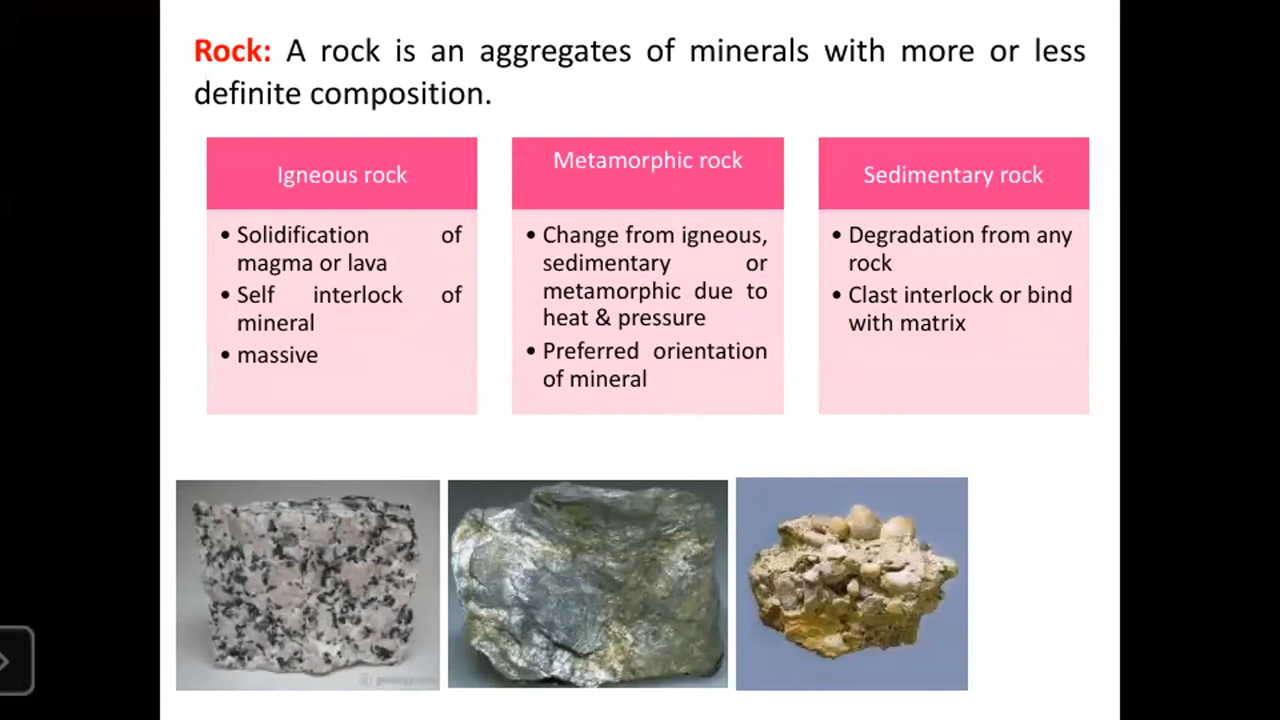 Rock: A rock is an aggregates of minerals with more or less
definite composition.
Igneous rock
• Solidification of
magma or lava
• Self interlock of
mineral
• massive
Metamorphic rock
• Change from igneous,
sedimentary or
metamorphic due to
heat & pressure
• Preferred orientation
of mineral
Sedimentary rock
• Degradation from any
rock
• Clast interlock or bind
with matrix